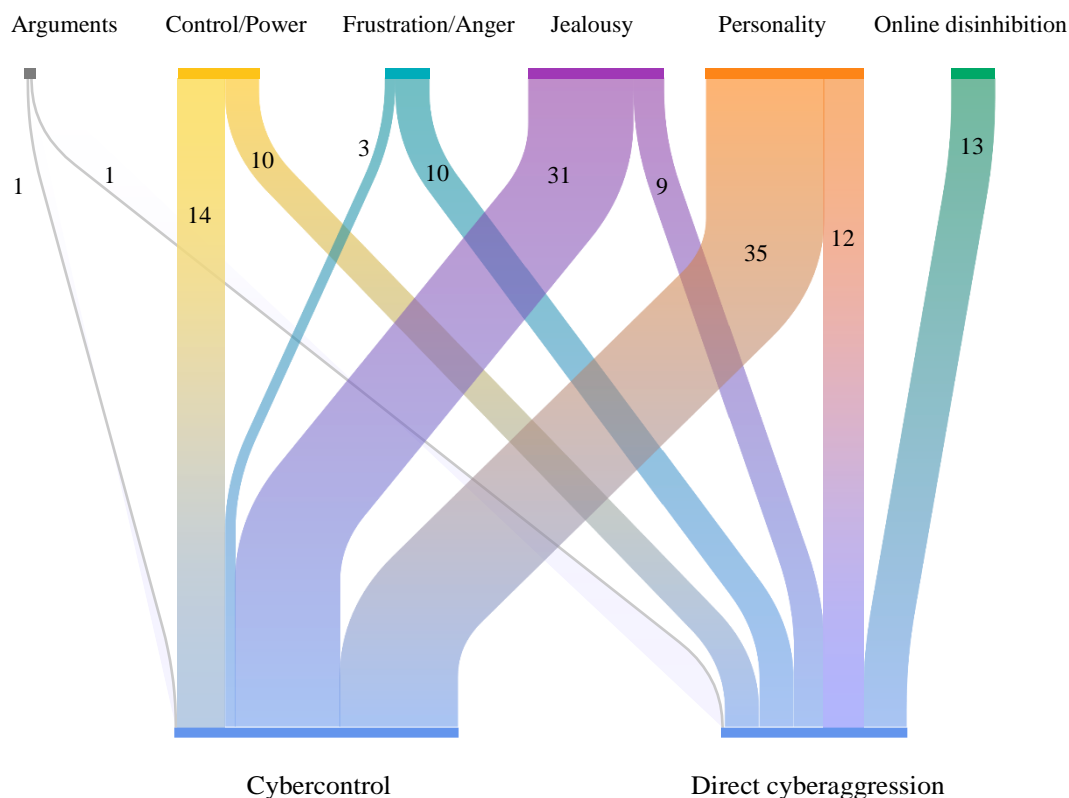 Arguments Control/Power Frustration/Anger Jealousy Personality Online disinhibition
1 1 14 10 3 10 31 9 35 12 13
Cybercontrol Direct cyberaggression